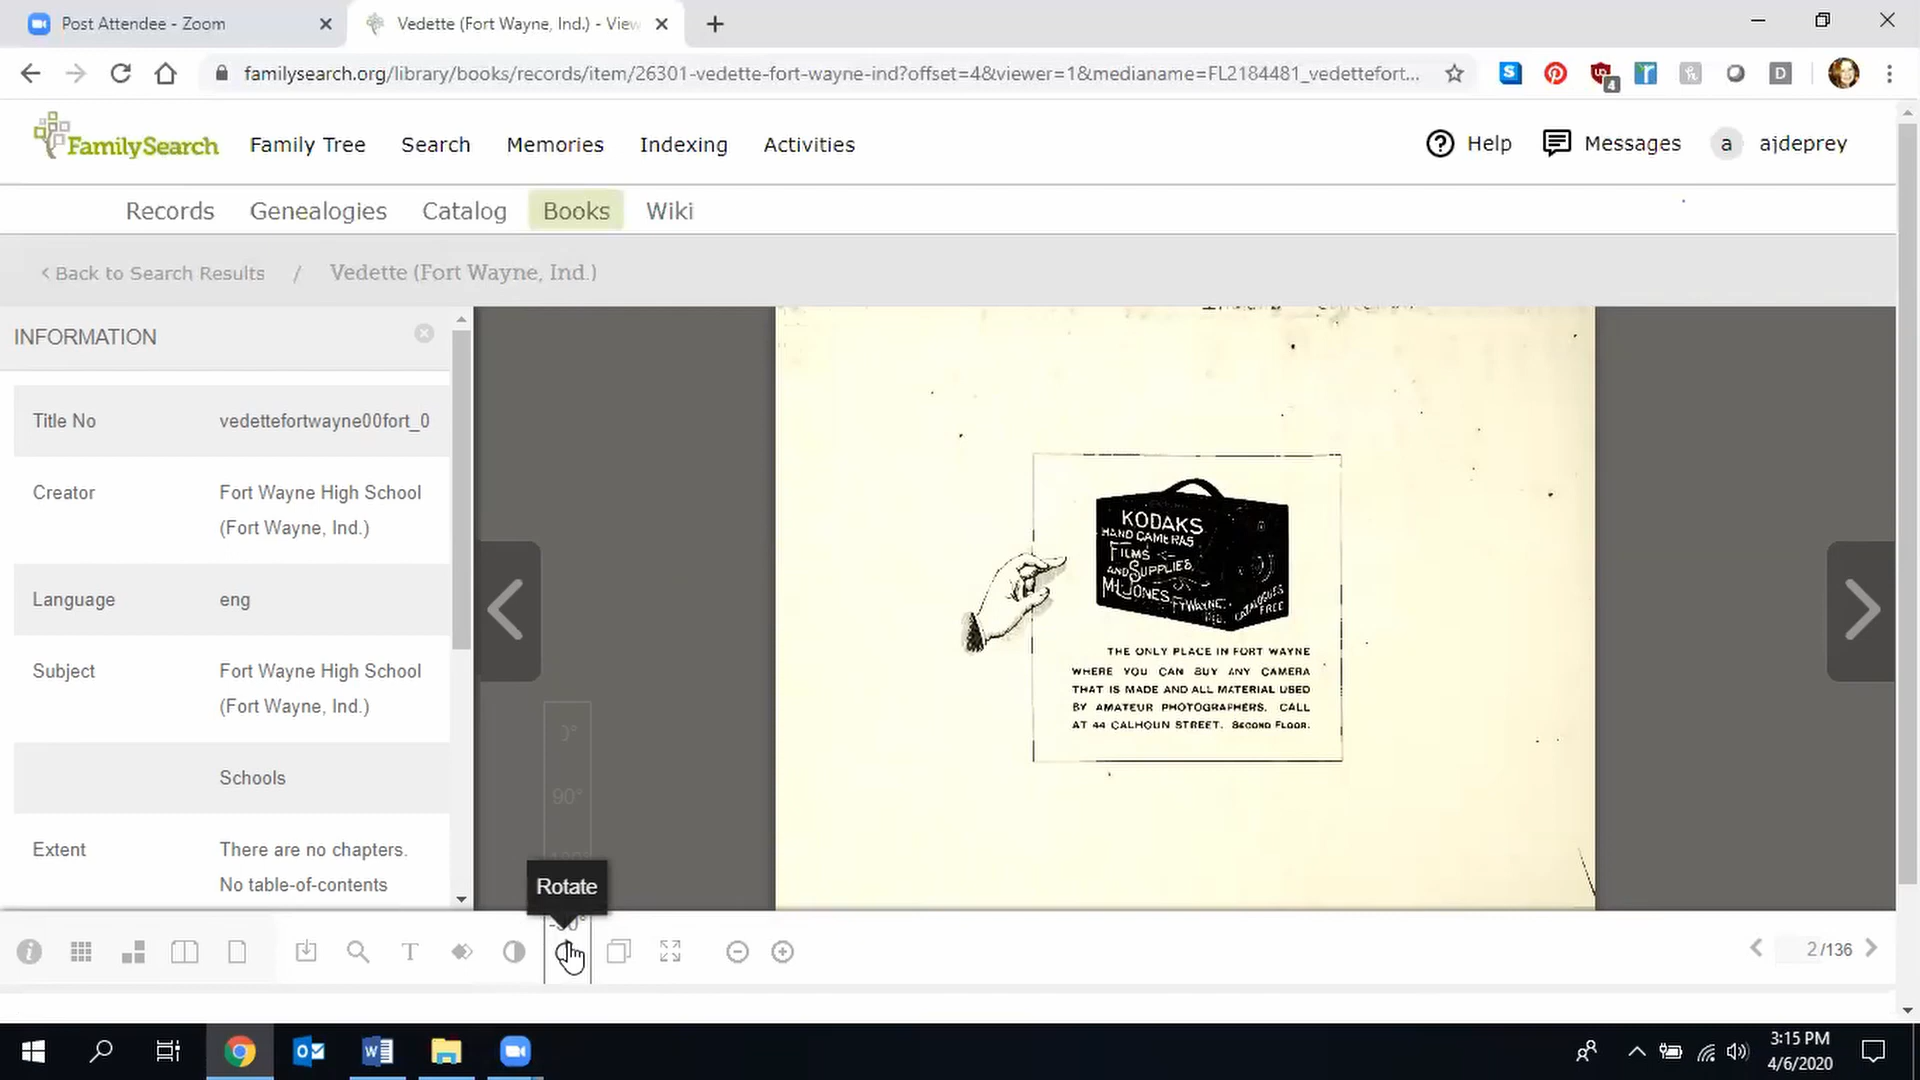 Post Attendee - Zoom
Vedette (Fort Wayne, Ind.) - View
familysearch.org/library/books/records/item/26301-vedette-fort-wayne-ind?offset=4&viewer=1&medianame=FL2184481_vedettefort...
4
D
FamilySearch
Family Tree
Search
Memories
Indexing
Activities
Help
Messages
a
ajdeprey
Records
Genealogies
Catalog
Books
Wiki
Back to Search Results / Vedette (Fort Wayne, Ind.)
INFORMATION
Title No vedettefortwayne00fort_0
Creator Fort Wayne High School
(Fort Wayne, Ind.)
Language eng
Subject Fort Wayne High School
(Fort Wayne, Ind.)
Schools
Extent There are no chapters.
No table-of-contents
KODAKS
HAND CAMERAS
FILMS
AND SUPPLIES.
M.L. JONES, FT WAYNE, IND.
CATALOGUES FREE
THE ONLY PLACE IN FORT WAYNE
WHERE YOU CAN BUY ANY CAMERA
THAT IS MADE AND ALL MATERIAL USED
BY AMATEUR PHOTOGRAPHERS. CALL
AT 44 CALHOUN STREET. SECOND FLOOR.
0°
90°
Rotate
-90°
T
2 /136
3:15 PM
4/6/2020